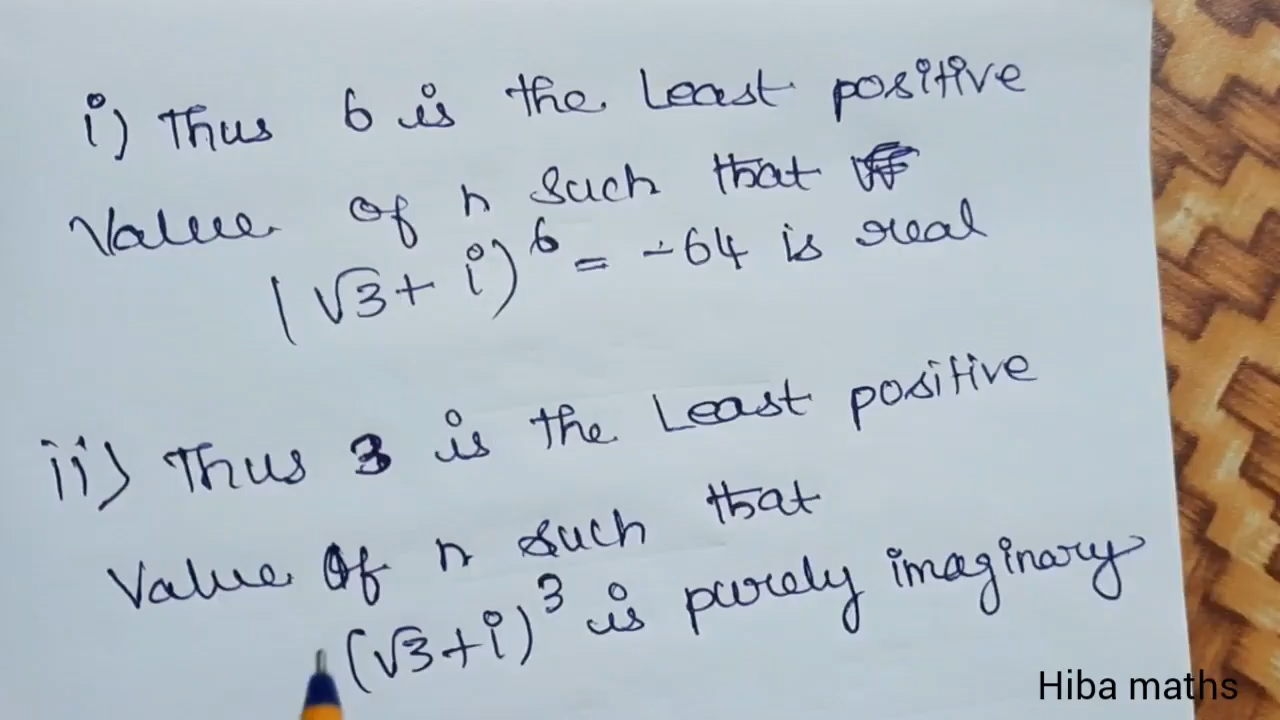 i) Thus 6 is the Least positive
Value of n such that
(√3 + i)⁶ = -64 is real
ii) Thus 3 is the Least positive
Value of n such that
(√3+i)³ is purely imaginary
Hiba maths